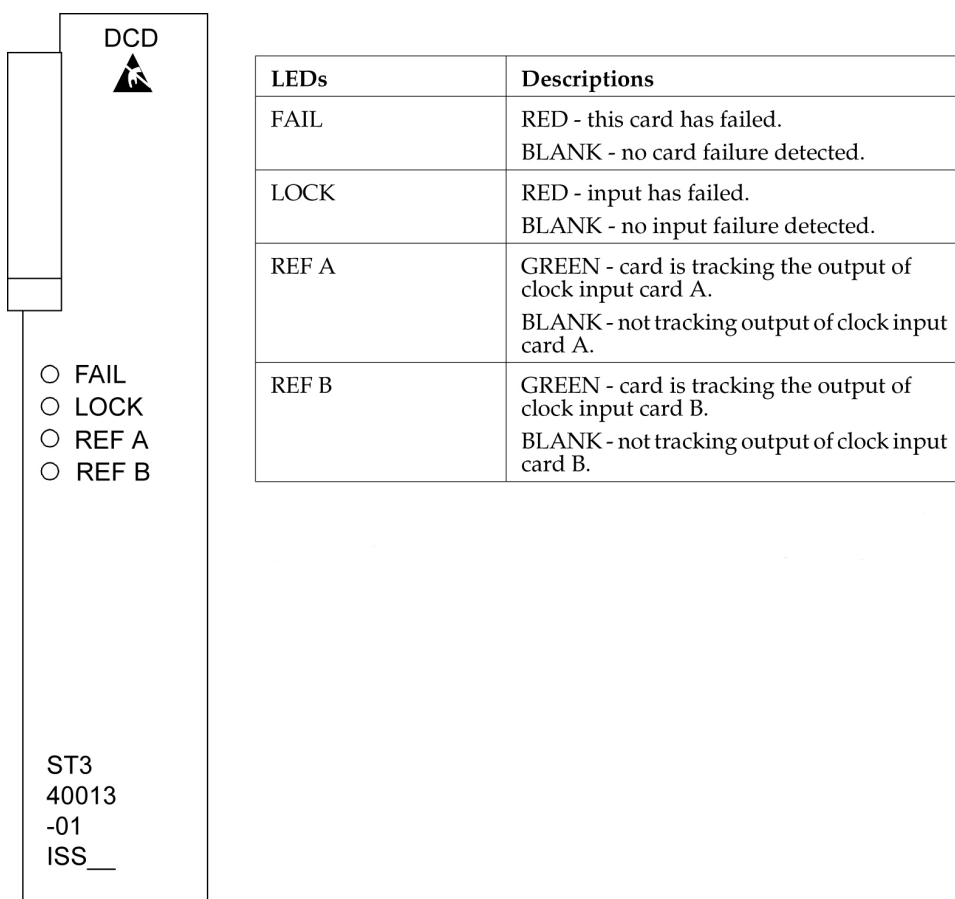 DCD
FAIL
LOCK
REF A
REF B
ST3
40013
-01
ISS__
LEDs Descriptions
FAIL RED - this card has failed.
BLANK - no card failure detected.
LOCK RED - input has failed.
BLANK - no input failure detected.
REF A GREEN - card is tracking the output of
clock input card A.
BLANK - not tracking output of clock input
card A.
REF B GREEN - card is tracking the output of
clock input card B.
BLANK - not tracking output of clock input
card B.